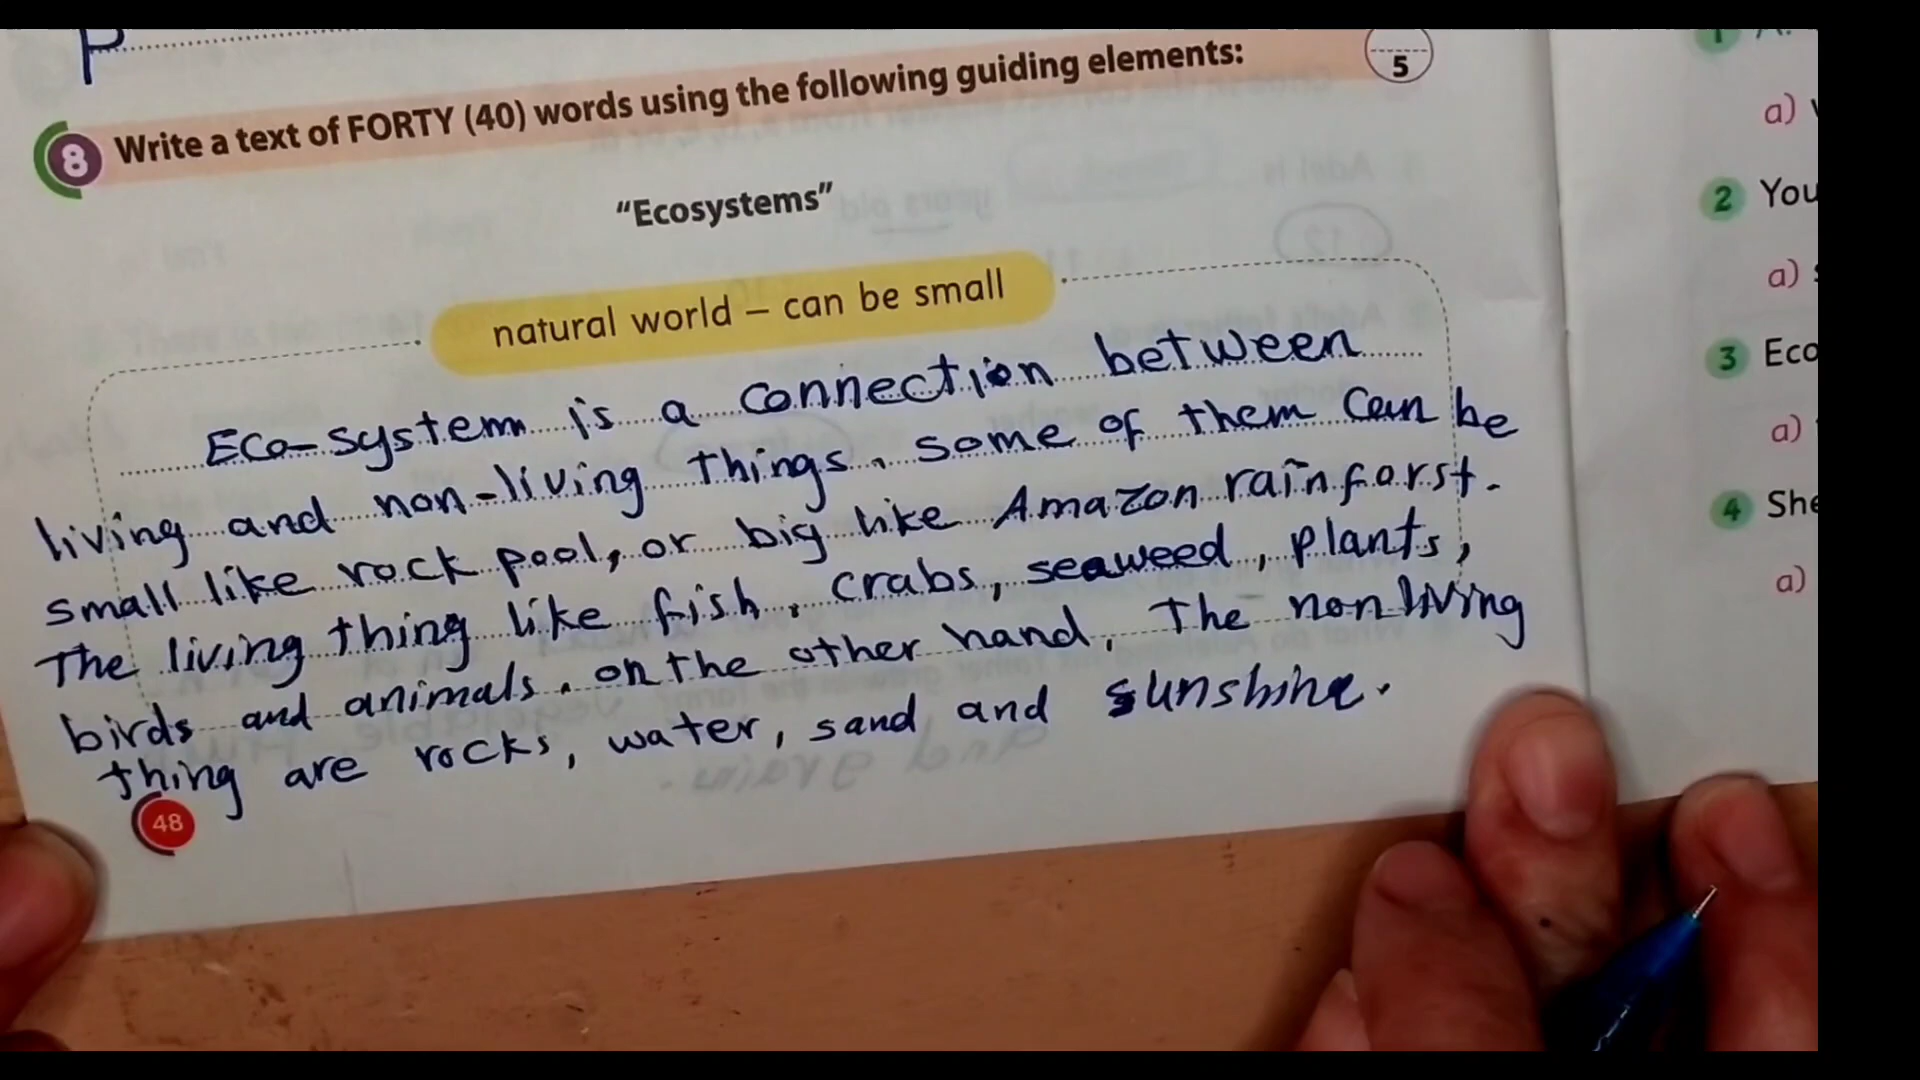 8 Write a text of FORTY (40) words using the following guiding elements:
5
"Ecosystems"
natural world – can be small
Eco-system is a connection between
living and non-living things. some of them can be
small like rock pool, or big like Amazon rainforst.
The living thing like fish, crabs, seaweed, plants,
birds and animals. on the other hand, The nonliving
thing are rocks, water, sand and sunshine.
48
1
a)
2 You
a)
3 Eco
a)
4 She
a)